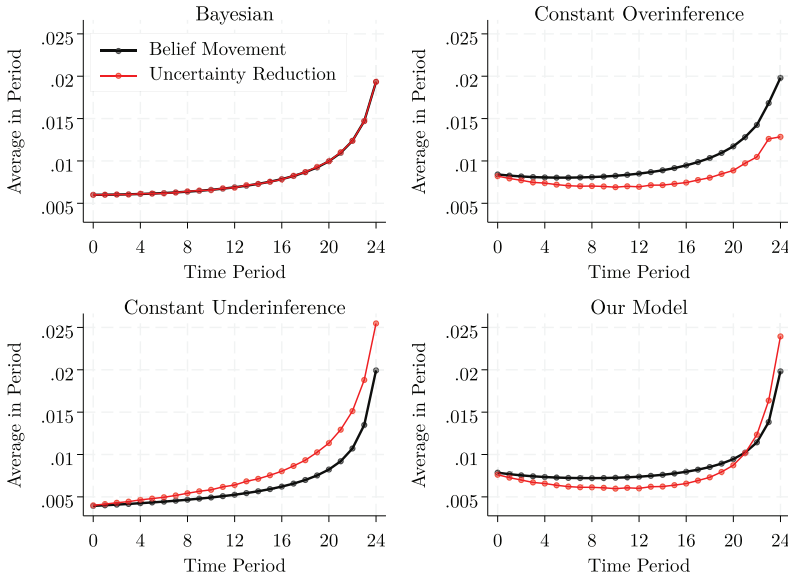 Bayesian
Average in Period
.025
.02
.015
.01
.005
Belief Movement
Uncertainty Reduction
0 4 8 12 16 20 24
Time Period
Constant Overinference
Average in Period
.025
.02
.015
.01
.005
0 4 8 12 16 20 24
Time Period
Constant Underinference
Average in Period
.025
.02
.015
.01
.005
0 4 8 12 16 20 24
Time Period
Our Model
Average in Period
.025
.02
.015
.01
.005
0 4 8 12 16 20 24
Time Period